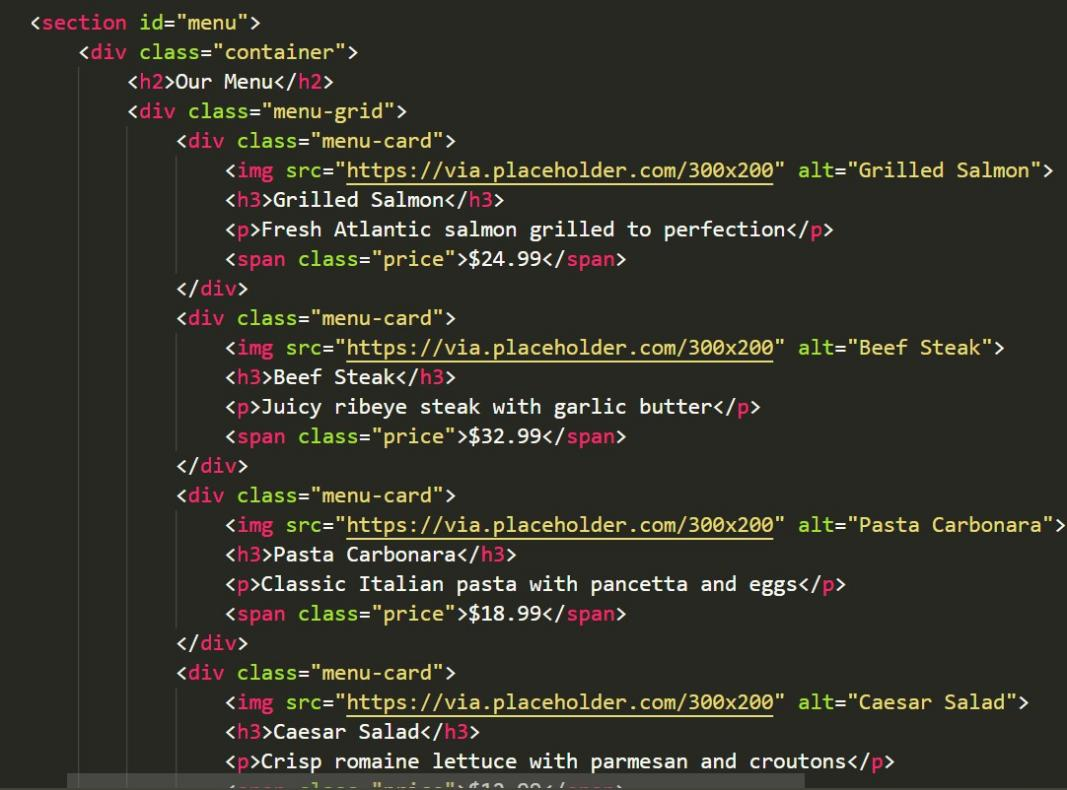 <section id="menu">
<div class="container">
<h2>Our Menu</h2>
<div class="menu-grid">
<div class="menu-card">
<img src="https://via.placeholder.com/300x200" alt="Grilled Salmon">
<h3>Grilled Salmon</h3>
<p>Fresh Atlantic salmon grilled to perfection</p>
<span class="price">$24.99</span>
</div>
<div class="menu-card">
<img src="https://via.placeholder.com/300x200" alt="Beef Steak">
<h3>Beef Steak</h3>
<p>Juicy ribeye steak with garlic butter</p>
<span class="price">$32.99</span>
</div>
<div class="menu-card">
<img src="https://via.placeholder.com/300x200" alt="Pasta Carbonara">
<h3>Pasta Carbonara</h3>
<p>Classic Italian pasta with pancetta and eggs</p>
<span class="price">$18.99</span>
</div>
<div class="menu-card">
<img src="https://via.placeholder.com/300x200" alt="Caesar Salad">
<h3>Caesar Salad</h3>
<p>Crisp romaine lettuce with parmesan and croutons</p>